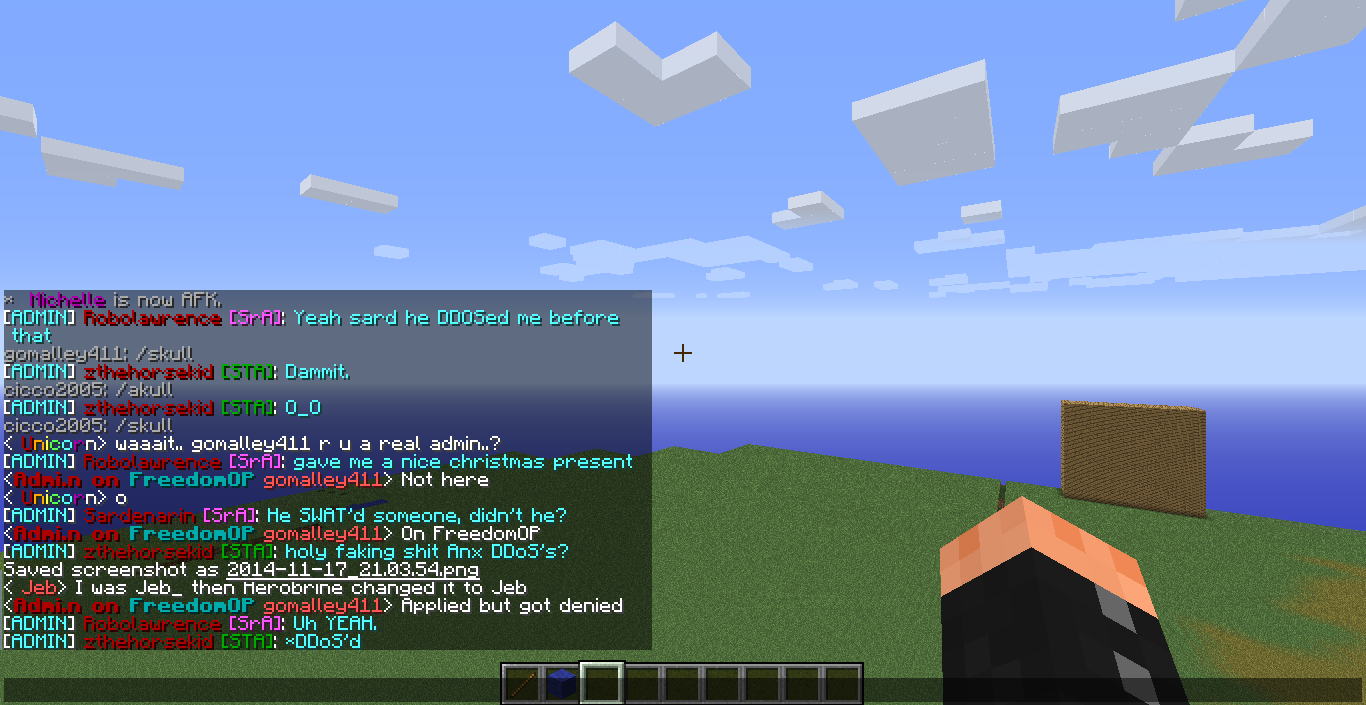 * Michelle is now AFK.
[ADMIN] Robolawrence [SrA]: Yeah sard he DDOSed me before
that
gomalley411: /skull
[ADMIN] zthehorsekid [STA]: Dammit.
cicco2005: /akull
[ADMIN] zthehorsekid [STA]: O_O
cicco2005: /skull
< Unicorn> waaait.. gomalley411 r u a real admin..?
[ADMIN] Robolawrence [SrA]: gave me a nice christmas present
<Admi.n on FreedomOP gomalley411> Not here
< Unicorn> o
[ADMIN] Sardenarin [SrA]: He SWAT'd someone, didn't he?
<Admi.n on FreedomOP gomalley411> On FreedomOP
[ADMIN] zthehorsekid [STA]: holy faking shit Anx DDoS's?
Saved screenshot as 2014-11-17_21.03.54.png
< Jeb> I was Jeb_ then Herobrine changed it to Jeb
<Admi.n on FreedomOP gomalley411> Applied but got denied
[ADMIN] Robolawrence [SrA]: Uh YEAH.
[ADMIN] zthehorsekid [STA]: *DDoS'd